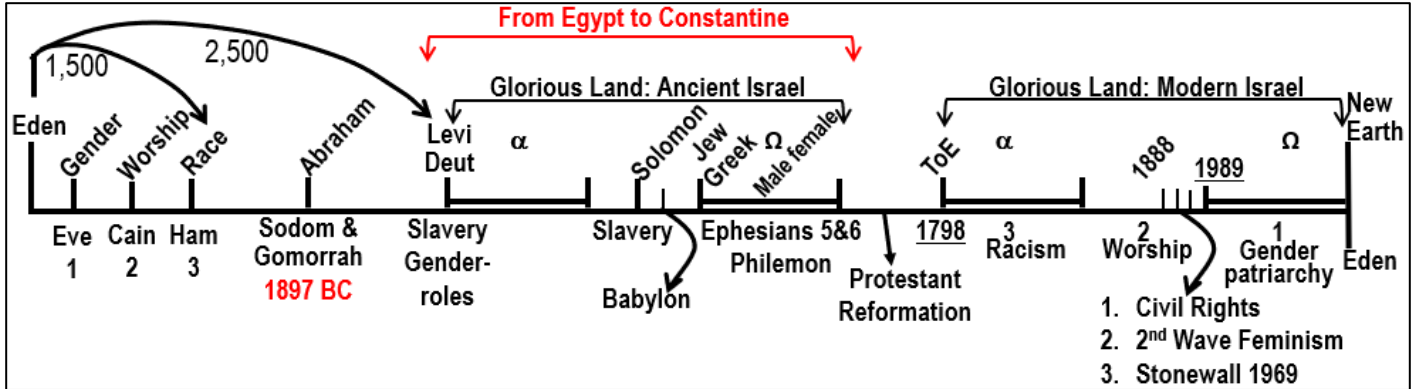 From Egypt to Constantine
1,500
2,500
Glorious Land: Ancient Israel
Glorious Land: Modern Israel
New
Earth
Eden
Gender
Worship
Race
Abraham
Levi
Deut
α
Solomon
Jew
Greek
Ω
Male female
ToE
α
1888
1989
Ω
Eve
1
Cain
2
Ham
3
Sodom &
Gomorrah
1897 BC
Slavery
Gender-
roles
Slavery
Babylon
Ephesians 5&6
Philemon
Protestant
Reformation
1798
3
Racism
2
Worship
1
Gender
patriarchy
Eden
1. Civil Rights
2. 2nd Wave Feminism
3. Stonewall 1969